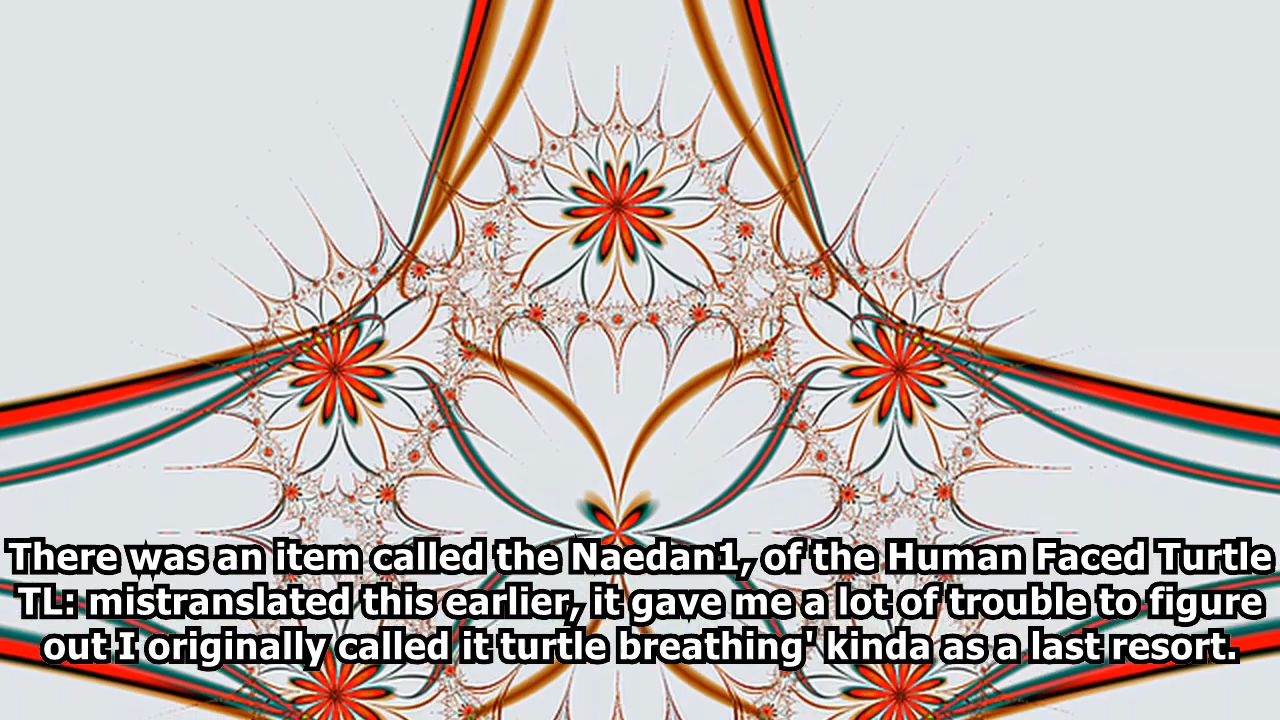 There was an item called the Naedan1, of the Human Faced Turtle
TL: mistranslated this earlier, it gave me a lot of trouble to figure
out I originally called it turtle breathing' kinda as a last resort.